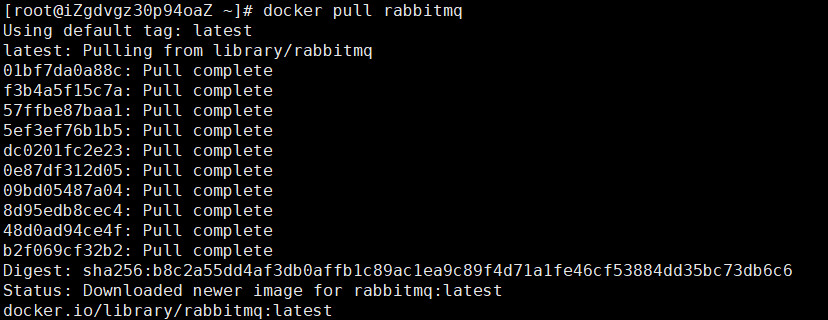 [root@iZgdvgz30p94oaZ ~]# docker pull rabbitmq
Using default tag: latest
latest: Pulling from library/rabbitmq
01bf7da0a88c: Pull complete
f3b4a5f15c7a: Pull complete
57ffbe87baa1: Pull complete
5ef3ef76b1b5: Pull complete
dc0201fc2e23: Pull complete
0e87df312d05: Pull complete
09bd05487a04: Pull complete
8d95edb8cec4: Pull complete
48d0ad94ce4f: Pull complete
b2f069cf32b2: Pull complete
Digest: sha256:b8c2a55dd4af3db0affb1c89ac1ea9c89f4d71a1fe46cf53884dd35bc73db6c6
Status: Downloaded newer image for rabbitmq:latest
docker.io/library/rabbitmq:latest